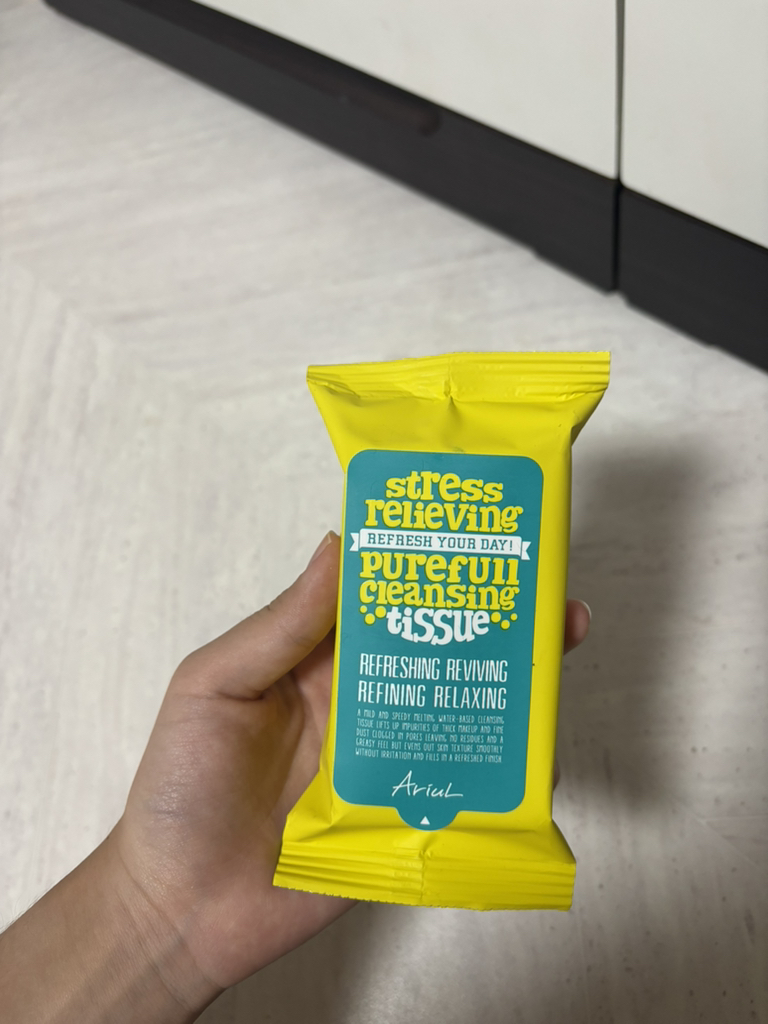 stress
relieving
REFRESH YOUR DAY!
purefull
cleansing
tissue
REFRESHING REVIVING
REFINING RELAXING
A MILD AND SPEEDY MELTING WATER-BASED CLEANSING
TISSUE LIFTS UP IMPURITIES OF THICK MAKEUP AND FINE
DUST CLOGGED IN PORES LEAVING NO RESIDUES AND A
GREASY FEEL BUT EVENS OUT SKIN TEXTURE SMOOTHLY
WITHOUT IRRITATION AND FILLS IN A REFRESHED FINISH.
Ariul